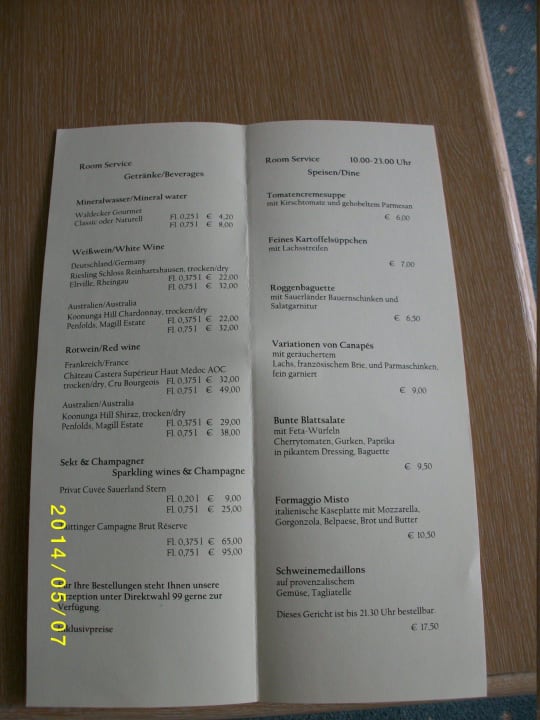 Room Service
Getränke/Beverages
Mineralwasser/Mineral water
Waldecker Gourmet
Classic oder Naturell Fl. 0,25 l € 4,20
Fl. 0,75 l € 8,00
Weißwein/White Wine
Deutschland/Germany
Riesling Schloss Reinhartshausen, trocken/dry
Eltville, Rheingau Fl. 0,375 l € 22,00
Fl. 0,75 l € 32,00
Australien/Australia
Koonunga Hill Chardonnay, trocken/dry
Penfolds, Magill Estate Fl. 0,375 l € 22,00
Fl. 0,75 l € 32,00
Rotwein/Red wine
Frankreich/France
Château Castera Supérieur Haut Médoc AOC
trocken/dry, Cru Bourgeois Fl. 0,375 l € 32,00
Fl. 0,75 l € 49,00
Australien/Australia
Koonunga Hill Shiraz, trocken/dry
Penfolds, Magill Estate Fl. 0,375 l € 29,00
Fl. 0,75 l € 38,00
Sekt & Champagner
Sparkling wines & Champagne
Privat Cuvée Sauerland Stern
Fl. 0,20 l € 9,00
Fl. 0,75 l € 25,00
Campagne Brut Réserve
Fl. 0,375 l € 65,00
Fl. 0,75 l € 95,00
Für Ihre Bestellungen steht Ihnen unsere
Rezeption unter Direktwahl 99 gerne zur
Verfügung.
Inklusivpreise
Room Service 10.00-23.00 Uhr
Speisen/Dine
Tomatencremesuppe
mit Kirschtomate und gehobeltem Parmesan
€ 6,00
Feines Kartoffelsüppchen
mit Lachsstreifen
€ 7,00
Roggenbaguette
mit Sauerländer Bauernschinken und
Salatgarnitur
€ 6,50
Variationen von Canapés
mit geräuchertem
Lachs, französischem Brie, und Parmaschinken,
fein garniert
€ 9,00
Bunte Blattsalate
mit Feta-Würfeln
Cherrytomaten, Gurken, Paprika
in pikantem Dressing, Baguette
€ 9,50
Formaggio Misto
italienische Käseplatte mit Mozzarella,
Gorgonzola, Belpaese, Brot und Butter
€ 10,50
Schweinemedaillons
auf provenzalischem
Gemüse, Tagliatelle
Dieses Gericht ist bis 21.30 Uhr bestellbar.
€ 17,50
2014/05/07